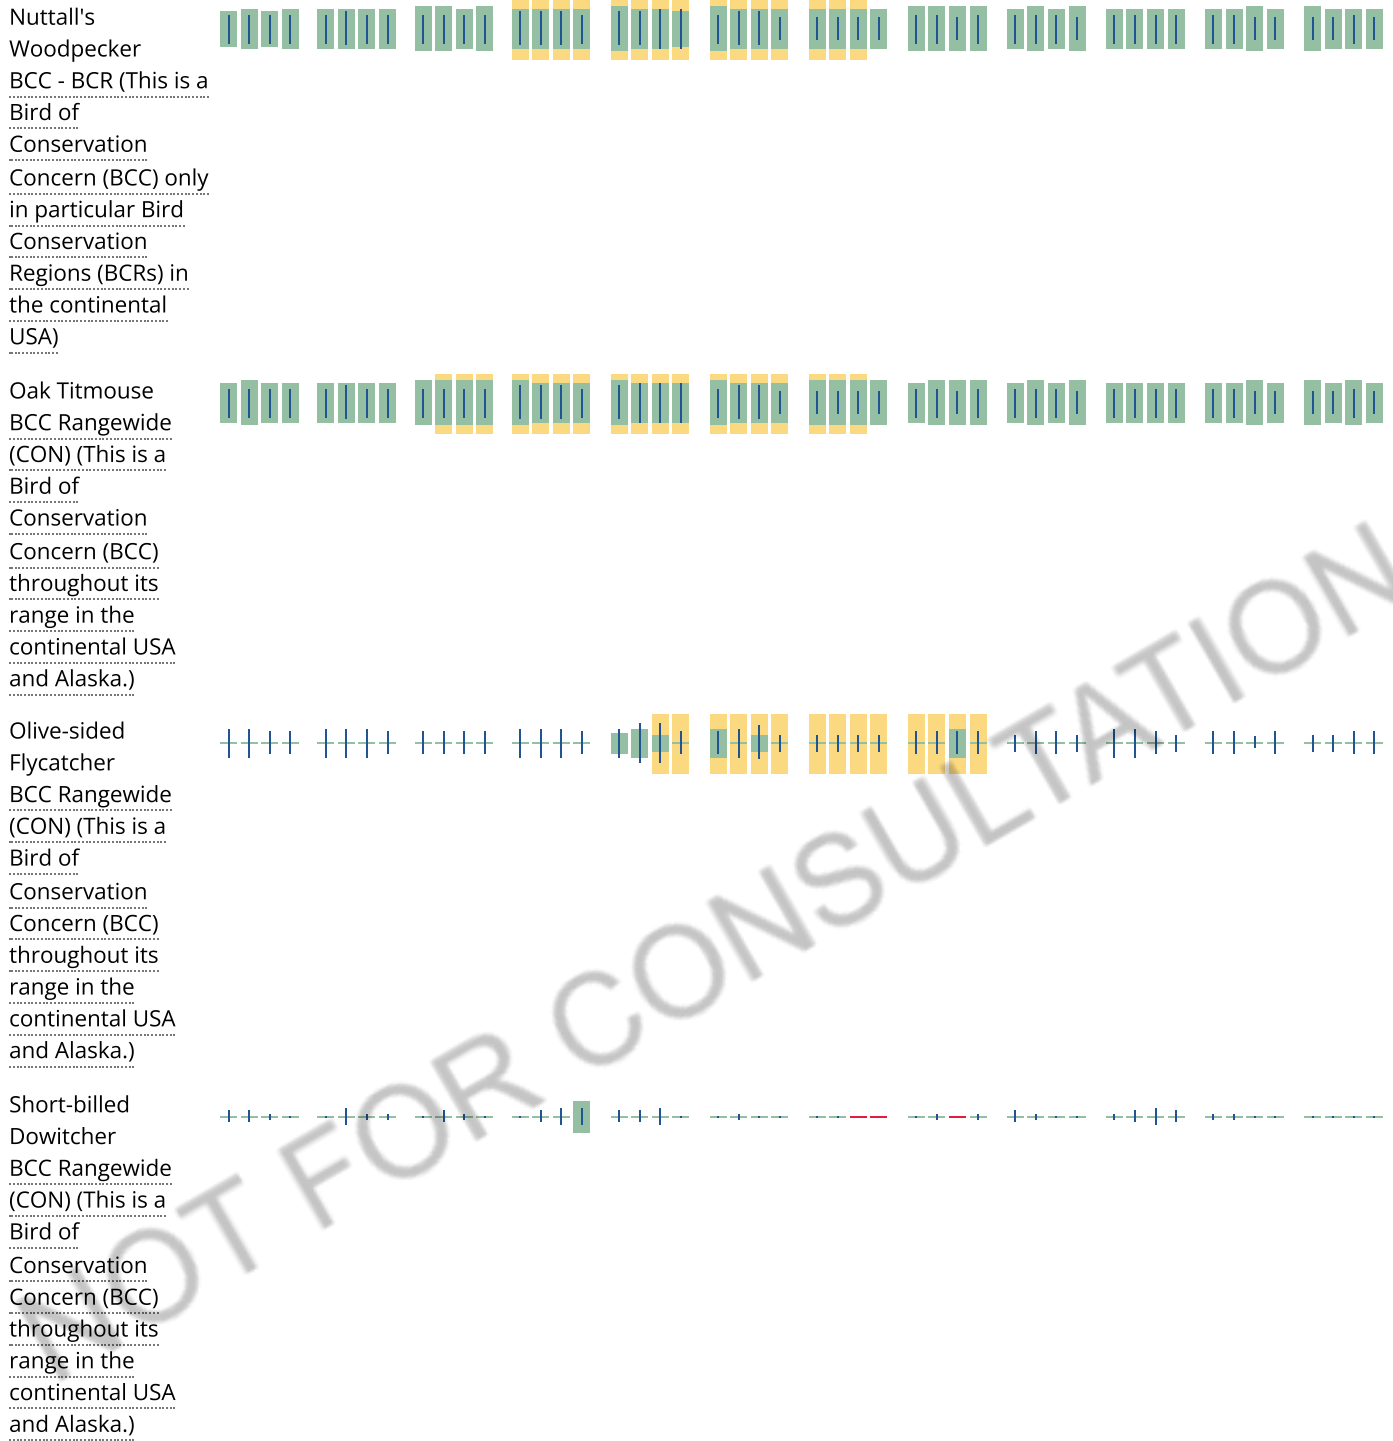 Nuttall's
Woodpecker
BCC - BCR (This is a
Bird of
Conservation
Concern (BCC) only
in particular Bird
Conservation
Regions (BCRs) in
the continental
USA)
Oak Titmouse
BCC Rangewide
(CON) (This is a
Bird of
Conservation
Concern (BCC)
throughout its
range in the
continental USA
and Alaska.)
Olive-sided
Flycatcher
BCC Rangewide
(CON) (This is a
Bird of
Conservation
Concern (BCC)
throughout its
range in the
continental USA
and Alaska.)
Short-billed
Dowitcher
BCC Rangewide
(CON) (This is a
Bird of
Conservation
Concern (BCC)
throughout its
range in the
continental USA
and Alaska.)
NOT FOR CONSULTATION